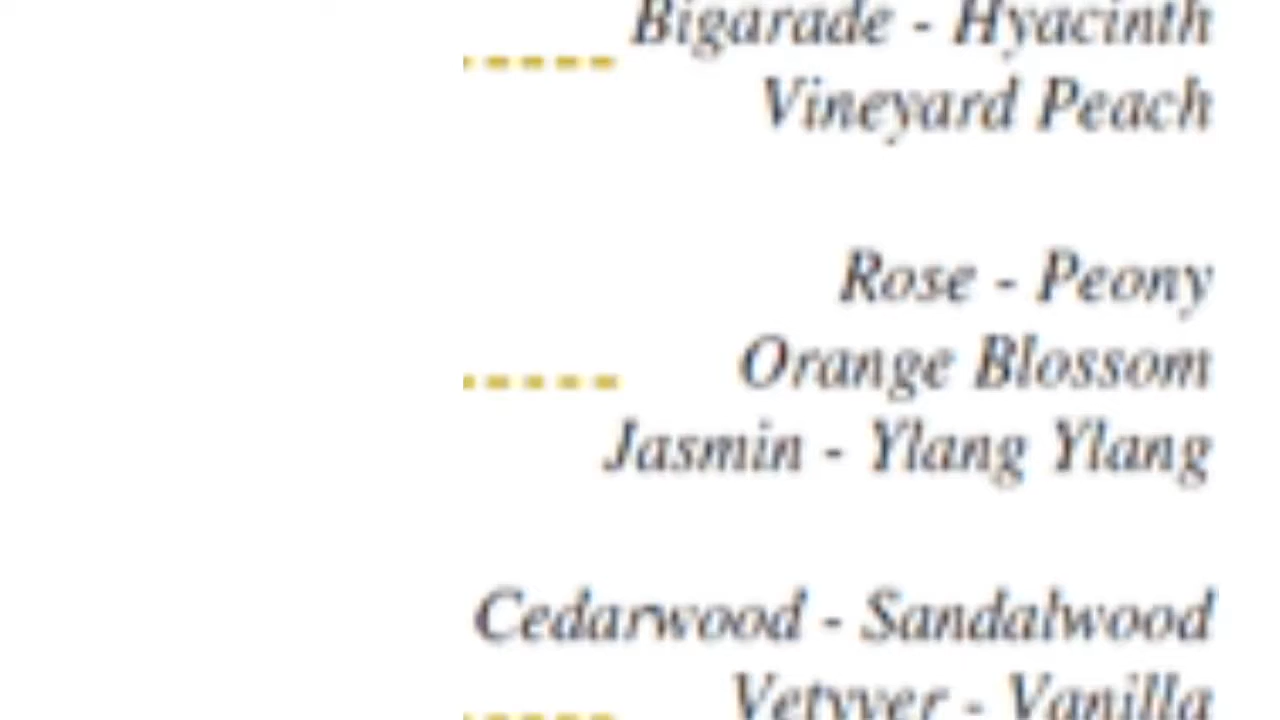 Bigarade - Hyacinth
Vineyard Peach
Rose - Peony
Orange Blossom
Jasmin - Ylang Ylang
Cedarwood - Sandalwood
Vetyver - Vanilla